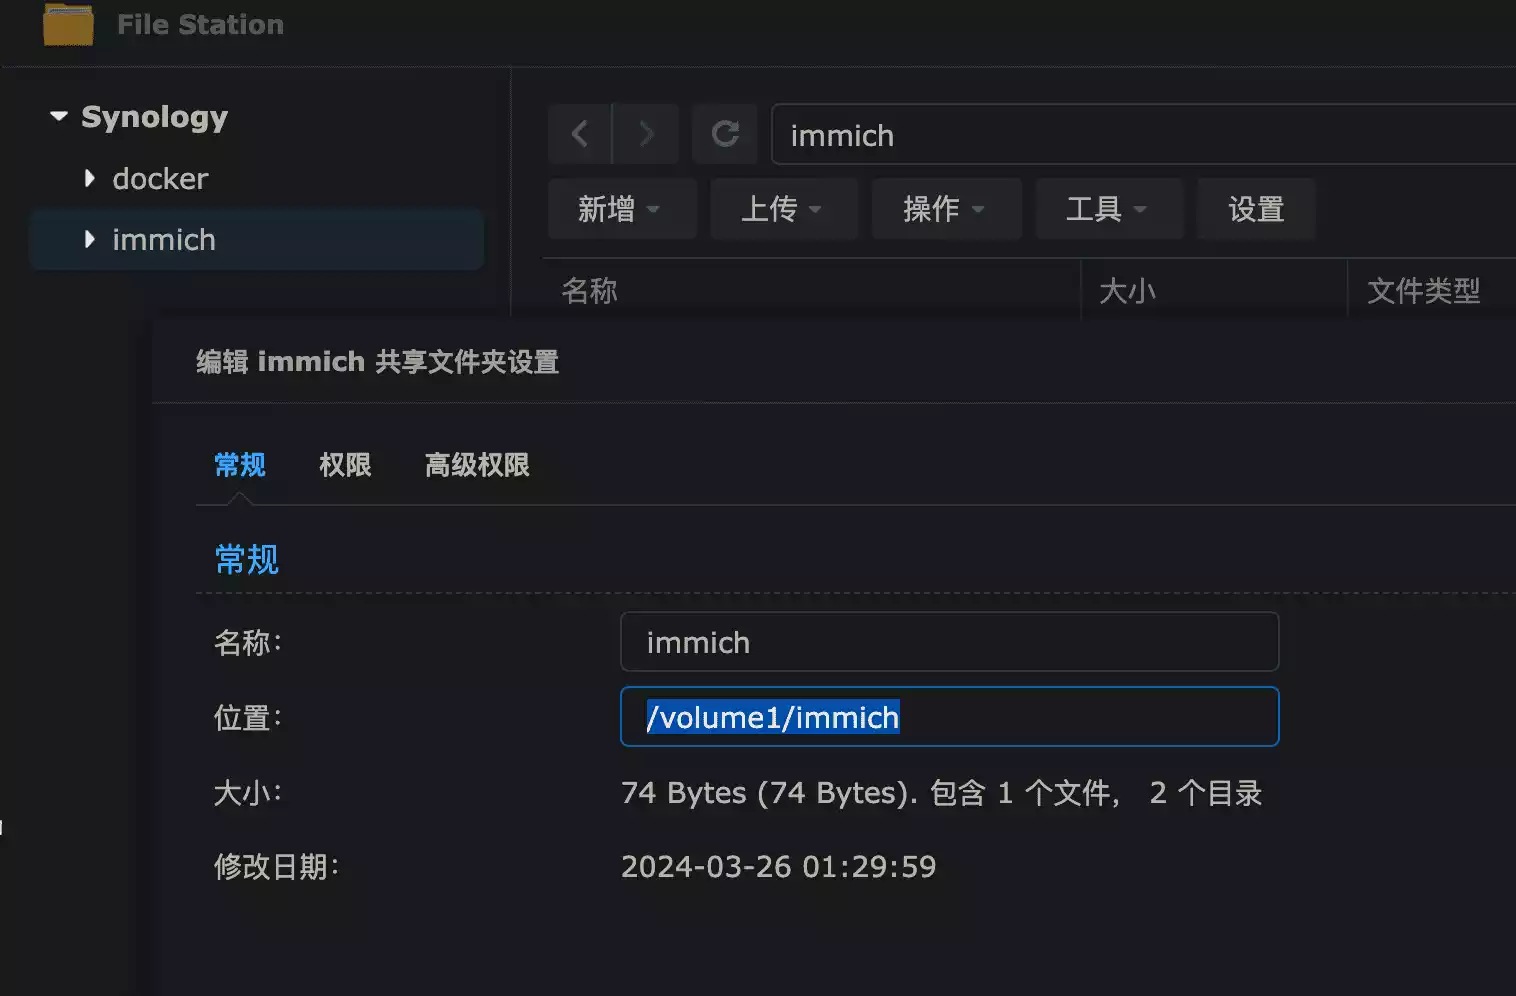 File Station
Synology
docker
immich
immich
新增
上传
操作
工具
设置
名称
大小
文件类型
编辑 immich 共享文件夹设置
常规
权限
高级权限
常规
名称：
immich
位置：
/volume1/immich
大小：
74 Bytes (74 Bytes). 包含 1 个文件， 2 个目录
修改日期：
2024-03-26 01:29:59